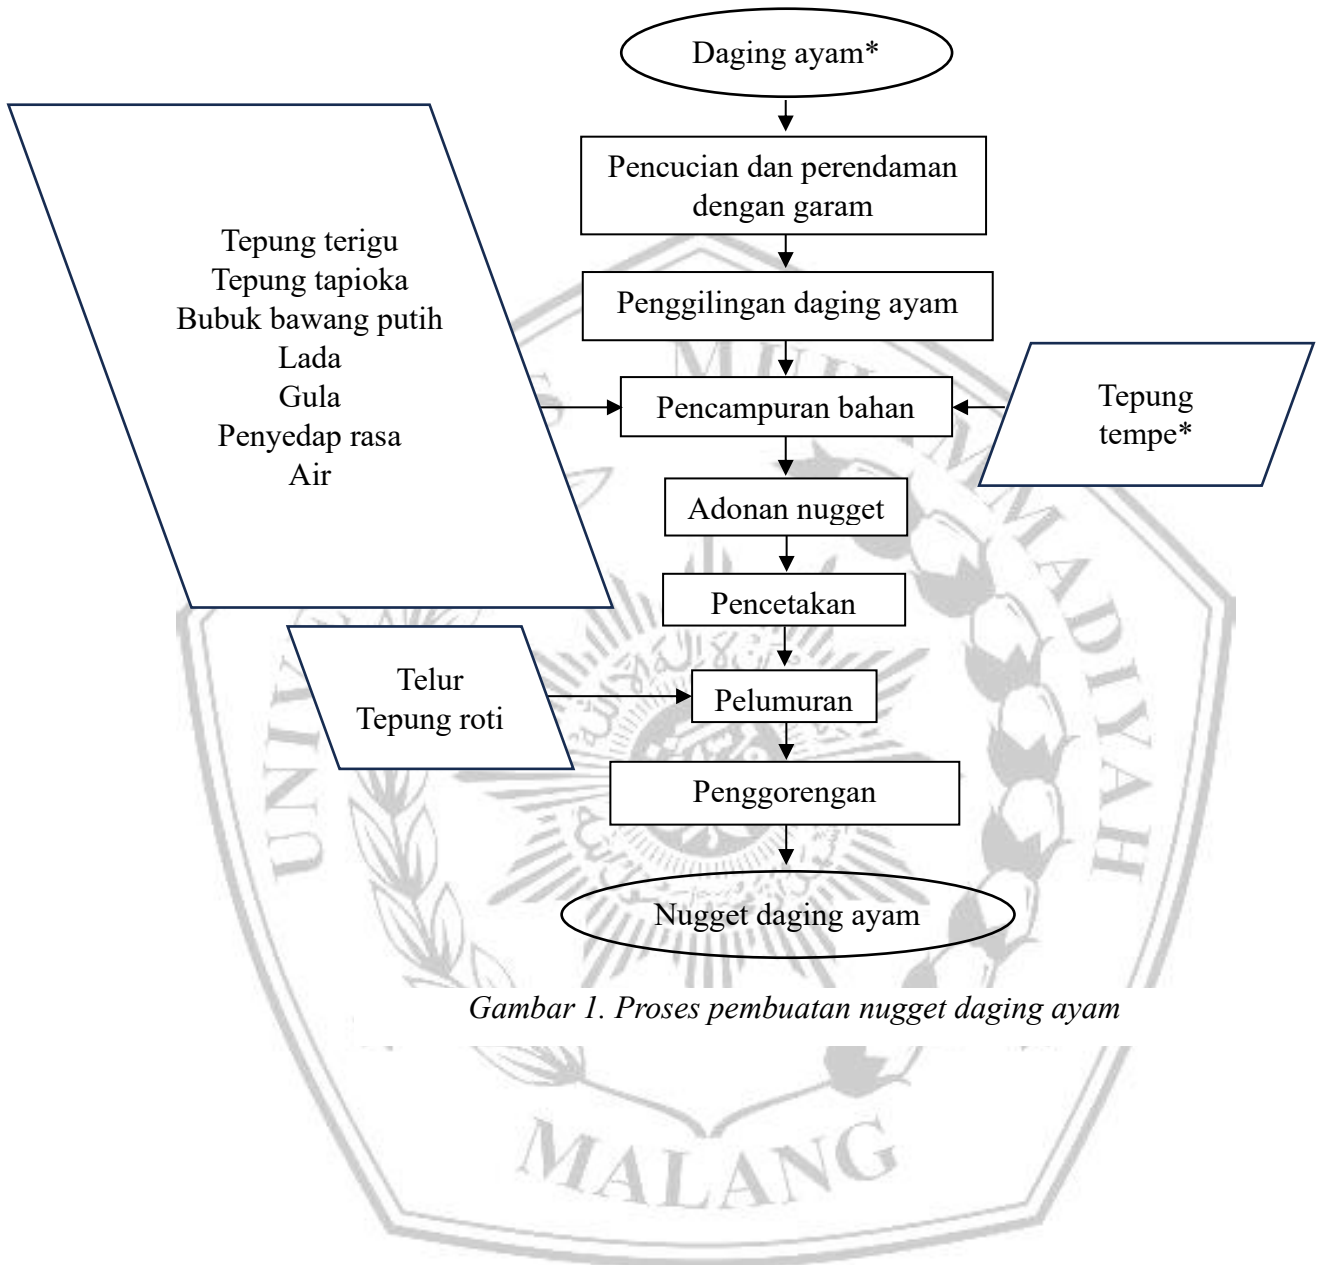 Daging ayam*
Pencucian dan perendaman
dengan garam
Penggilingan daging ayam
Tepung terigu
Tepung tapioka
Bubuk bawang putih
Lada
Gula
Penyedap rasa
Air
Pencampuran bahan
Tepung
tempe*
Adonan nugget
Pencetakan
Telur
Tepung roti
Pelumuran
Penggorengan
Nugget daging ayam
Gambar 1. Proses pembuatan nugget daging ayam
MALANG